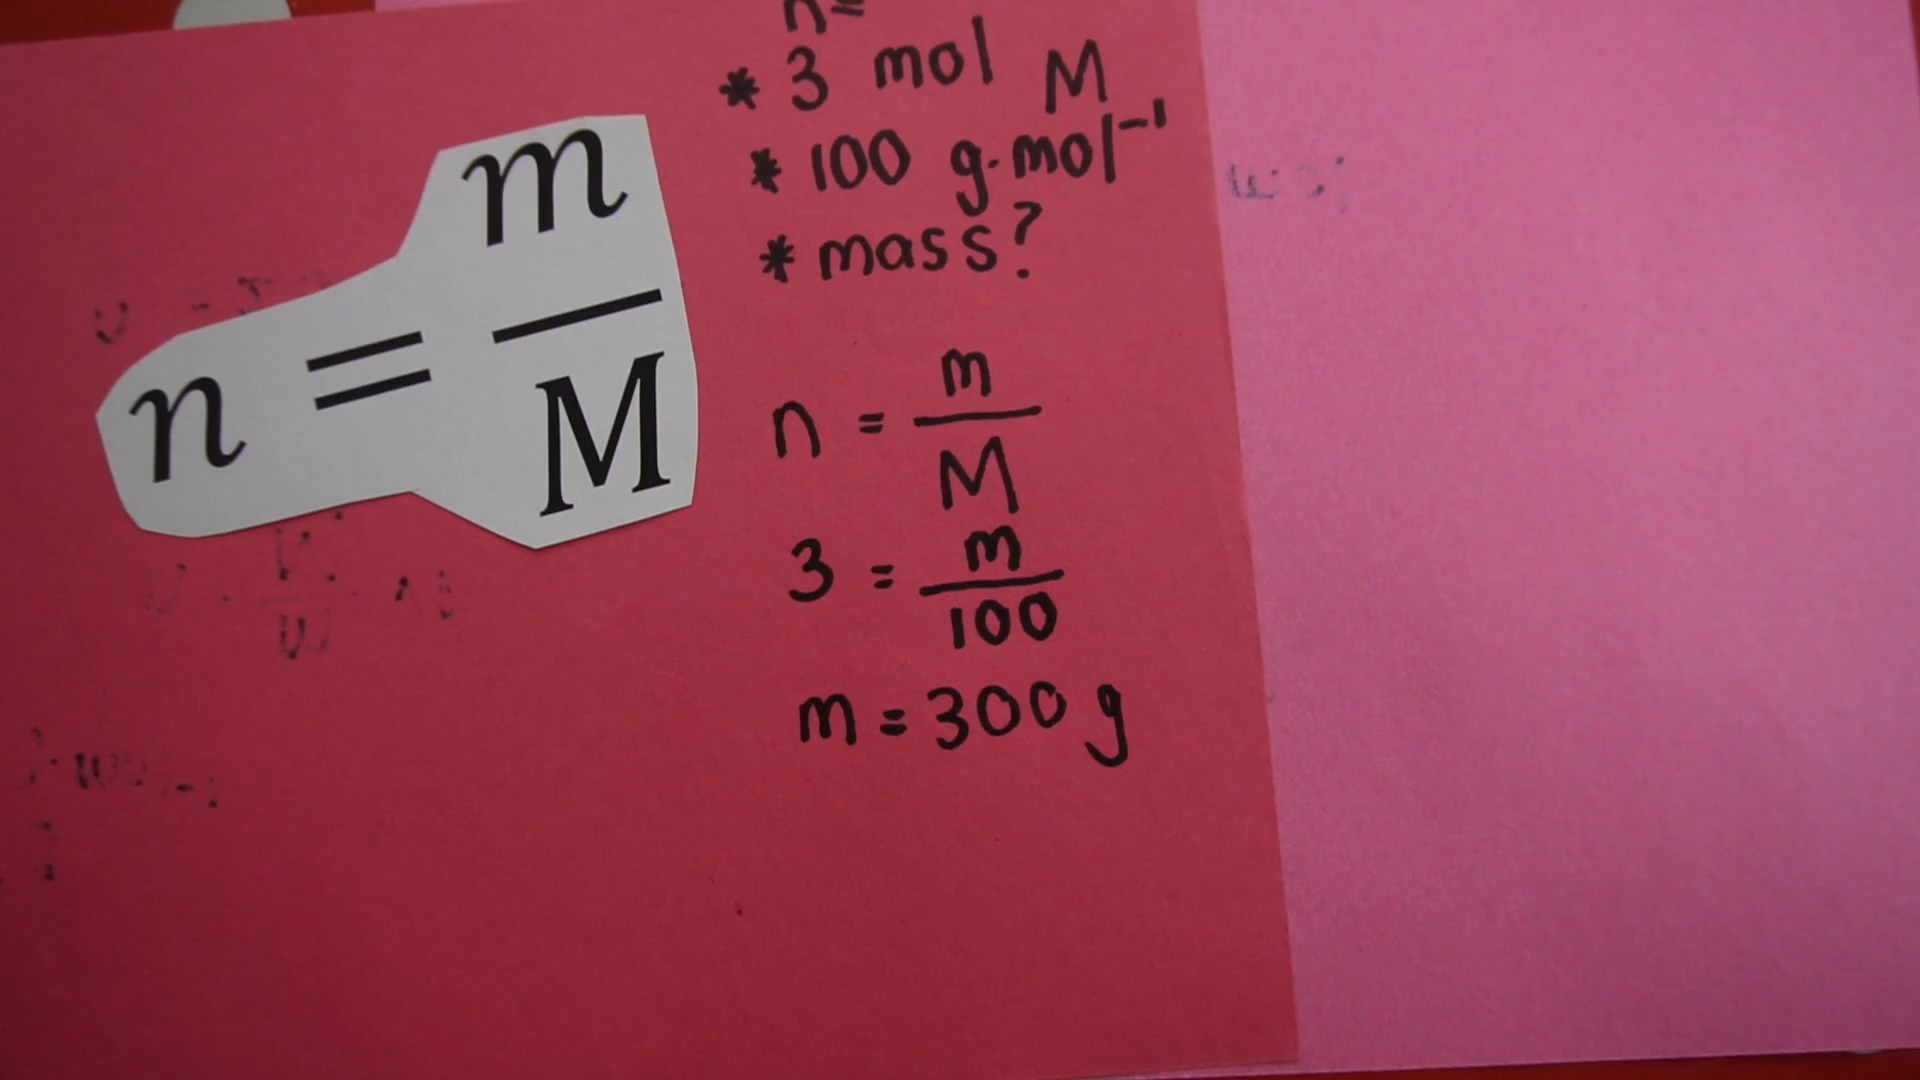 n = m/M
n=
* 3 mol M
* 100 g·mol⁻¹
* mass?
n = m/M
3 = m/100
m = 300 g